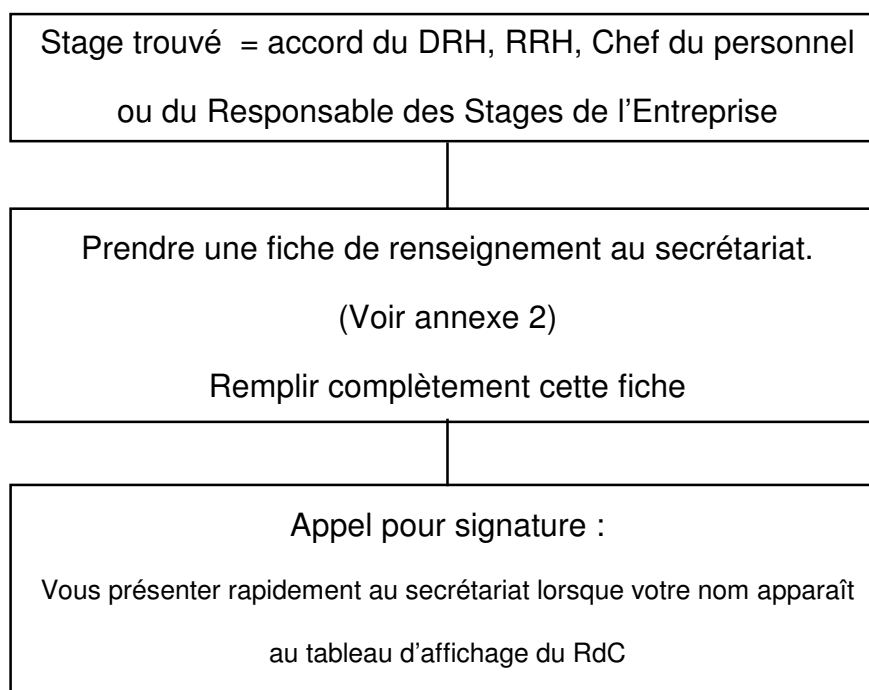 Stage trouvé = accord du DRH, RRH, Chef du personnel
ou du Responsable des Stages de l’Entreprise
Prendre une fiche de renseignement au secrétariat.
(Voir annexe 2)
Remplir complètement cette fiche
Appel pour signature :
Vous présenter rapidement au secrétariat lorsque votre nom apparaît
au tableau d’affichage du RdC